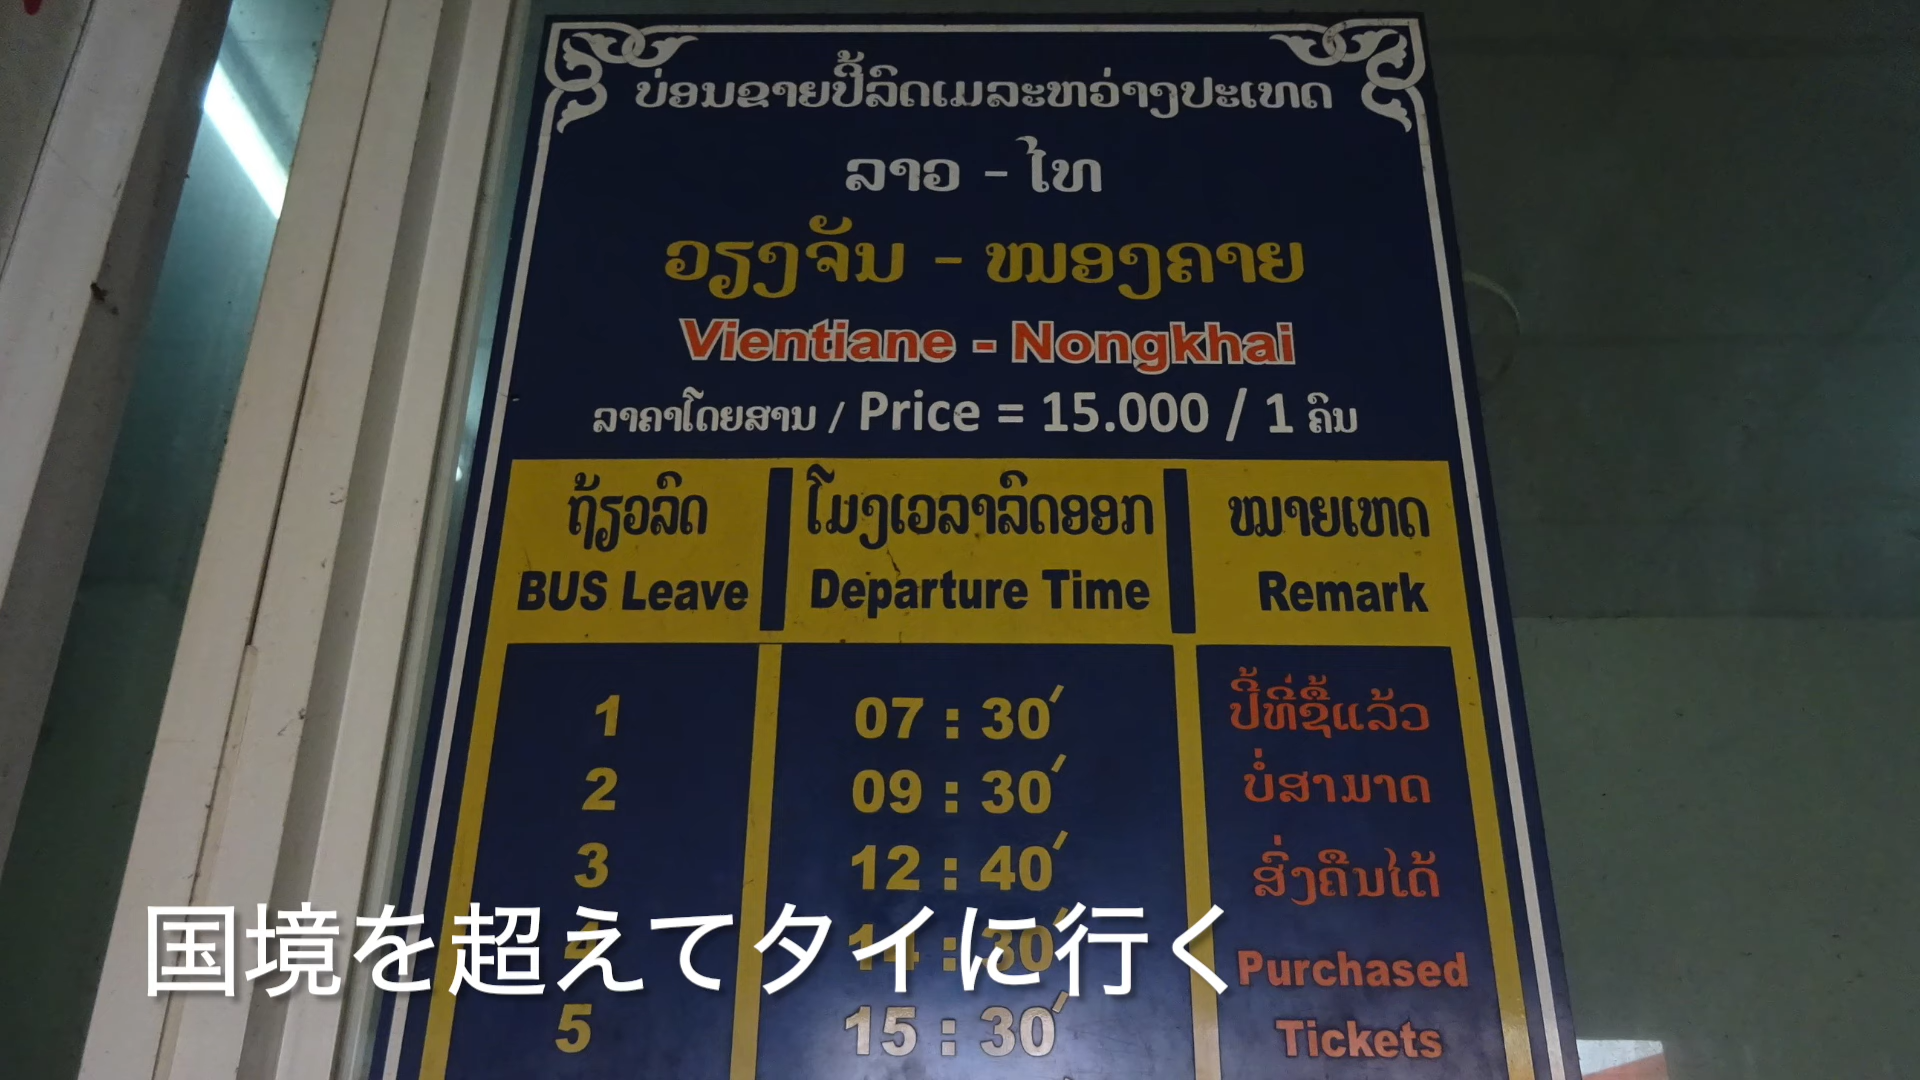 ບ່ອນຂາຍປີ້ລົດເມລະຫວ່າງປະເທດ
ລາວ - ໄທ
ວຽງຈັນ - ໜອງຄາຍ
Vientiane - Nongkhai
ລາຄາໂດຍສານ / Price = 15.000 / 1 ຄົນ
ຖ້ຽວລົດ ໂມງເວລາລົດອອກ ໝາຍເຫດ
BUS Leave Departure Time Remark
1 07 : 30′ ປີ້ທີ່ຊື້ແລ້ວ
2 09 : 30′ ບໍ່ສາມາດ
3 12 : 40′ ສົ່ງຄືນໄດ້
4 14 : 30′ Purchased
国境を超えてタイに行く
5 15 : 30′ Tickets